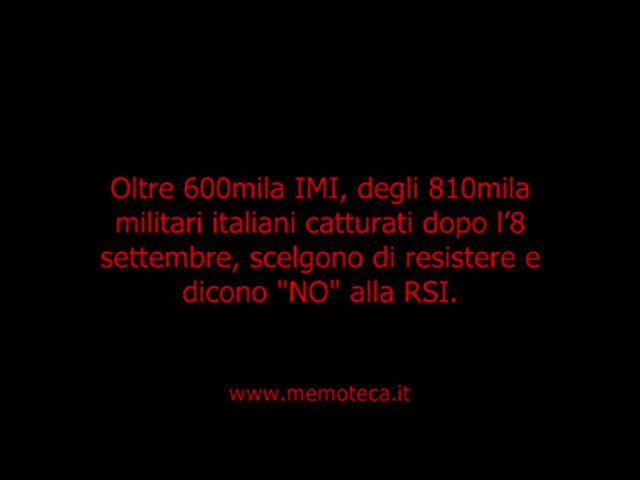 Oltre 600mila IMI, degli 810mila
militari italiani catturati dopo l’8
settembre, scelgono di resistere e
dicono "NO" alla RSI.
www.memoteca.it